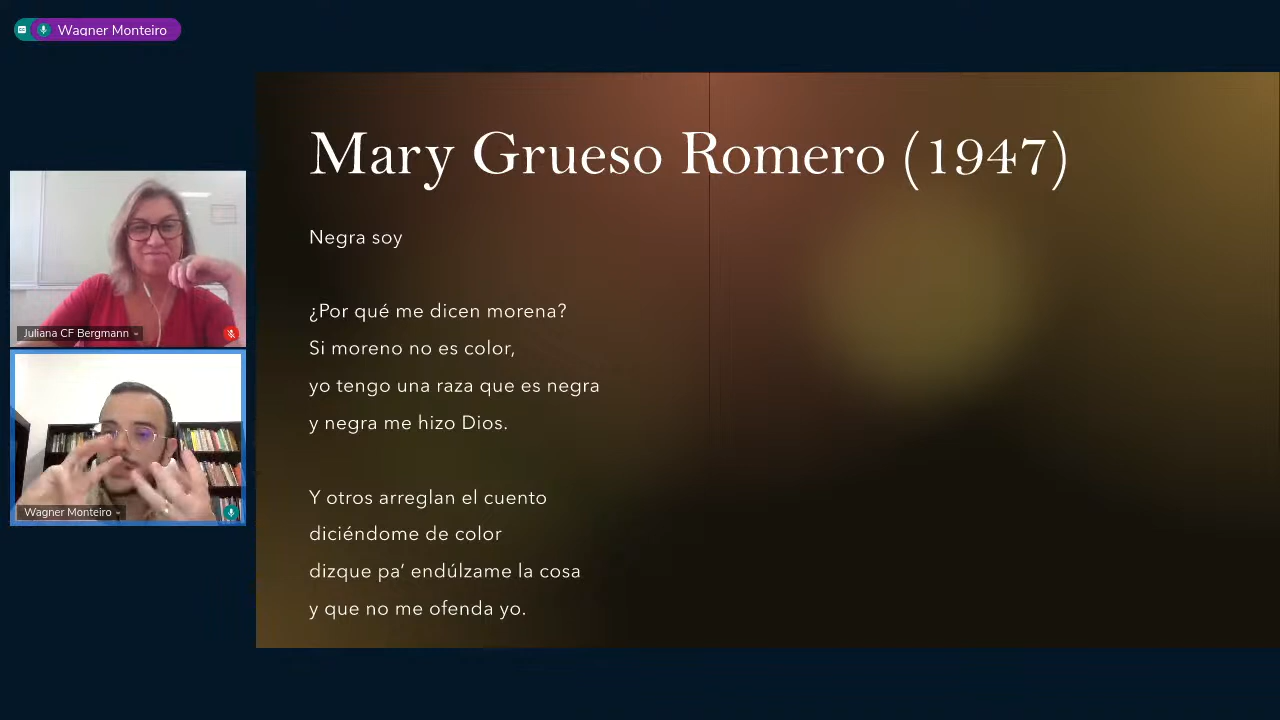 Wagner Monteiro
Mary Grueso Romero (1947)
Negra soy
¿Por qué me dicen morena?
Si moreno no es color,
yo tengo una raza que es negra
y negra me hizo Dios.
Y otros arreglan el cuento
diciéndome de color
dizque pa’ endúlzame la cosa
y que no me ofenda yo.
Juliana CF Bergmann
Wagner Monteiro